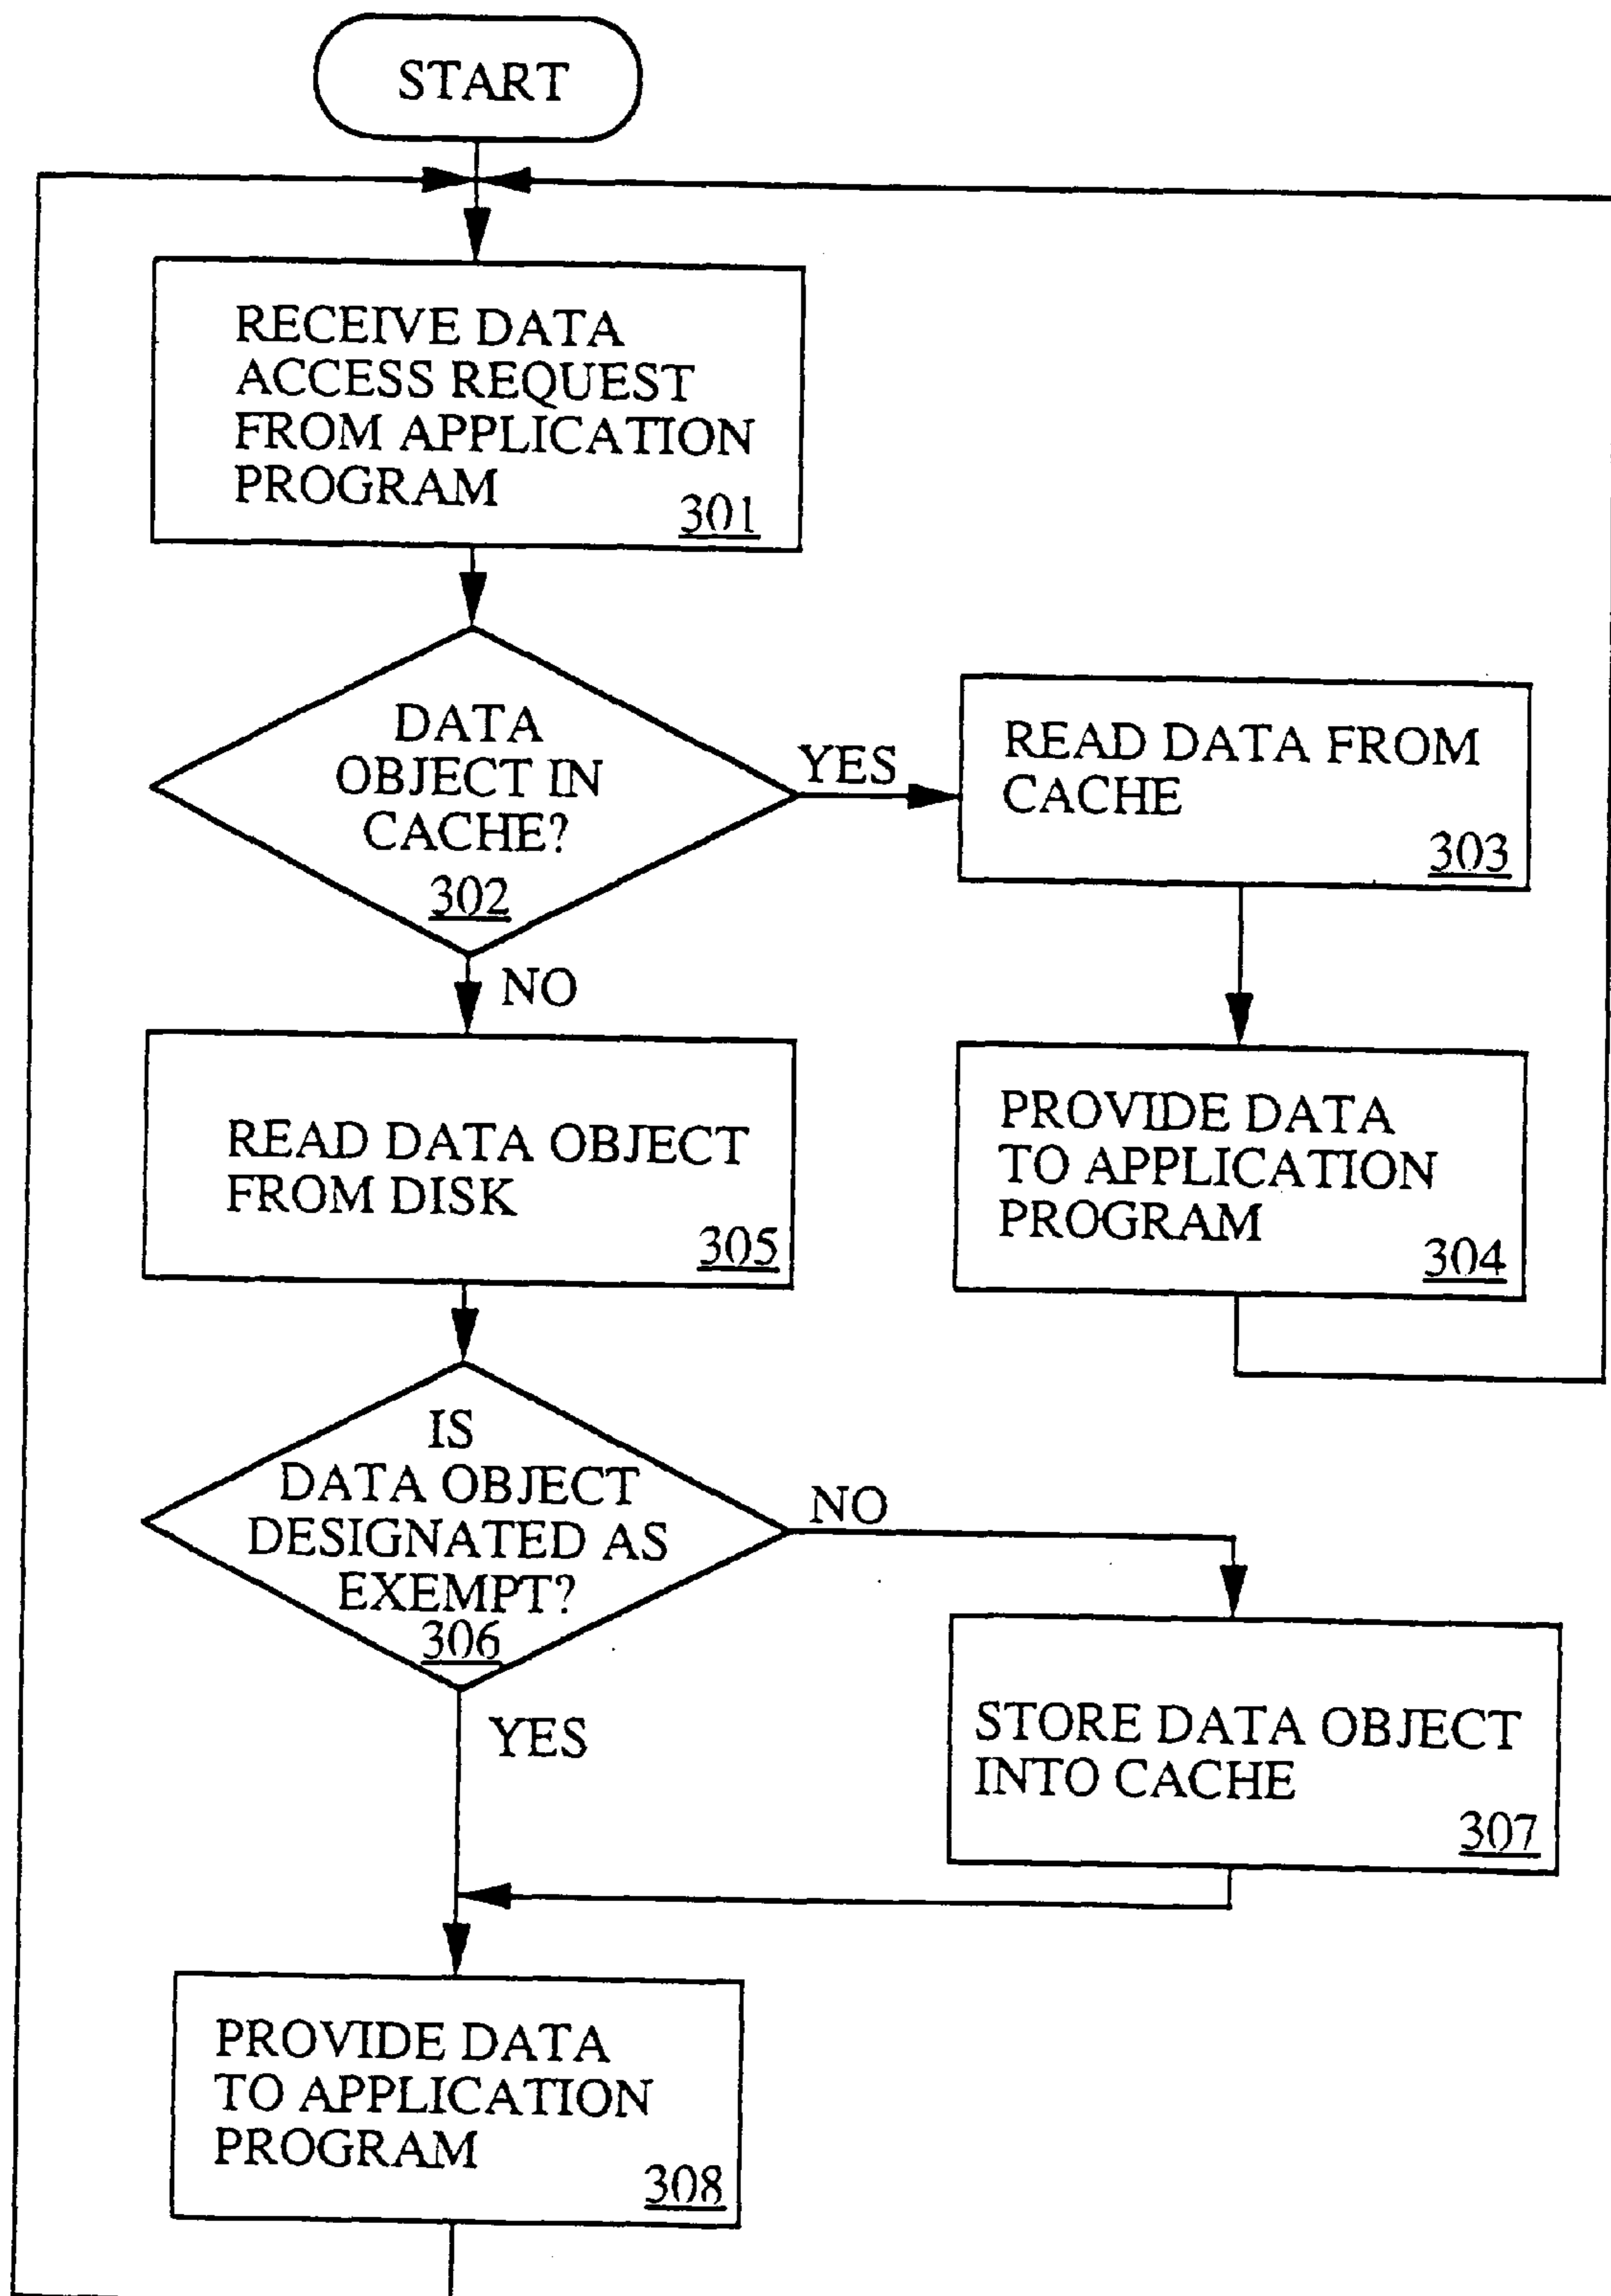 START
RECEIVE DATA
ACCESS REQUEST
FROM APPLICATION
PROGRAM
301
DATA
OBJECT IN
CACHE?
302
YES
READ DATA FROM
CACHE
303
NO
PROVIDE DATA
TO APPLICATION
PROGRAM
304
READ DATA OBJECT
FROM DISK
305
IS
DATA OBJECT
DESIGNATED AS
EXEMPT?
306
NO
YES
STORE DATA OBJECT
INTO CACHE
307
PROVIDE DATA
TO APPLICATION
PROGRAM
308